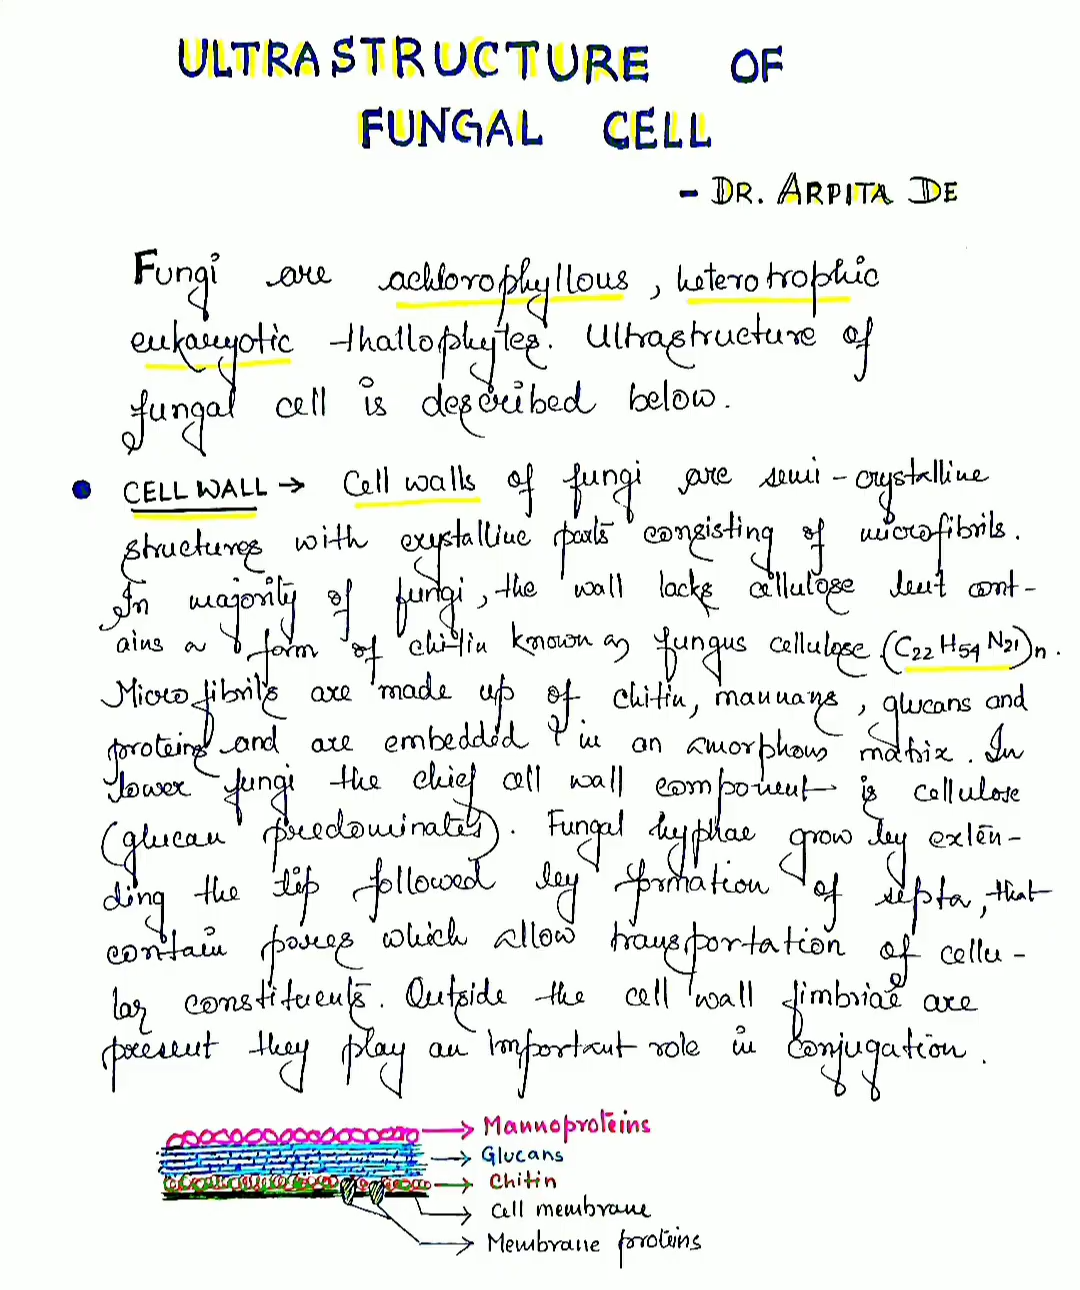 ULTRASTRUCTURE OF
FUNGAL CELL
- DR. ARPITA DE
Fungi are achlorophyllous, heterotrophic
eukaryotic thallophytes. Ultrastructure of
fungal cell is described below.
• CELL WALL → Cell walls of fungi are semi-crystalline
structures with crystalline parts consisting of microfibrils.
In majority of fungi, the wall lacks cellulose but cont-
ains a form of chitin known as fungus cellulose (C22 H54 N21)n.
Microfibrils are made up of chitin, mannans, glucans and
proteins and are embedded in an amorphous matrix. In
lower fungi the chief cell wall component is cellulose
(glucan predominates). Fungal hyphae grow by exten-
ding the tip followed by formation of septa, that
contain pores which allow transportation of cellu-
lar constituents. Outside the cell wall fimbriae are
present they play an important role in conjugation.
→ Mannoproteins
→ Glucans
→ Chitin
→ Cell membrane
→ Membrane proteins